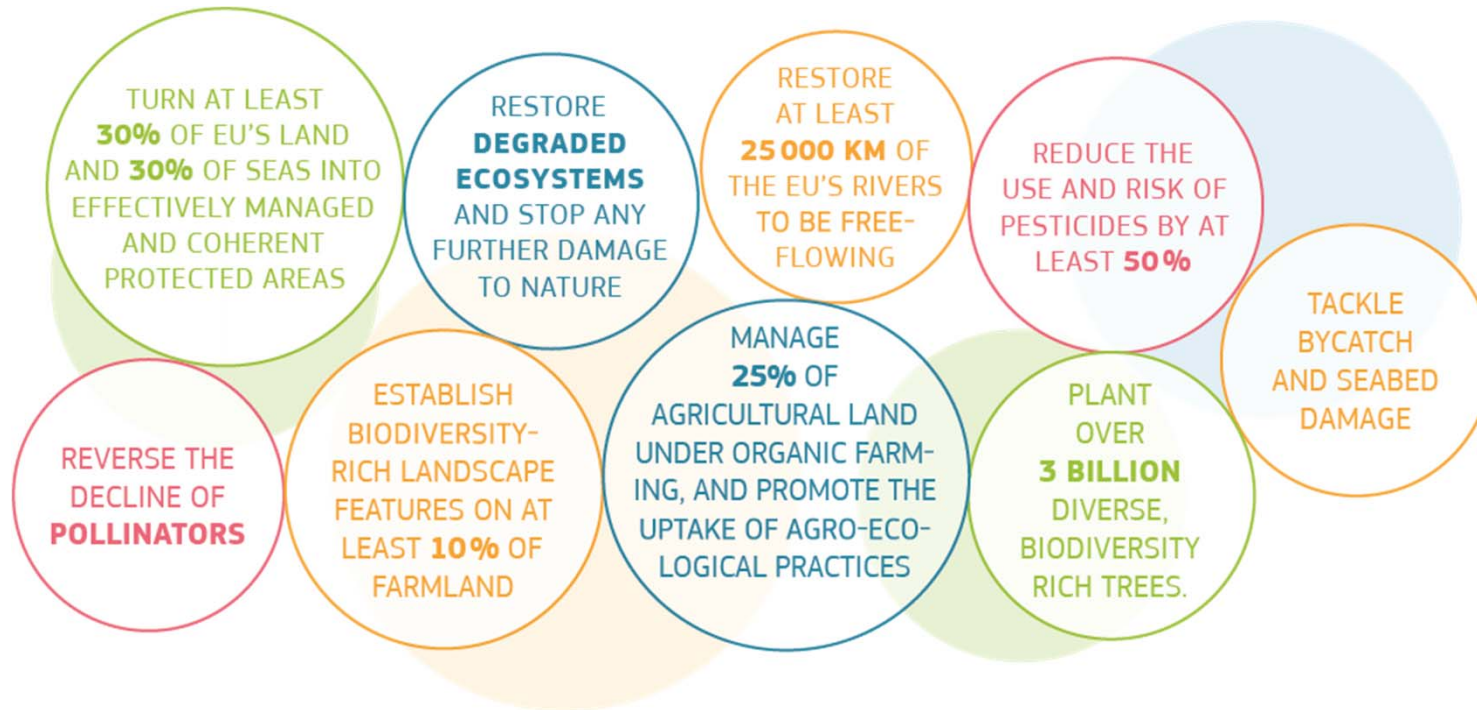 TURN AT LEAST
30% OF EU'S LAND
AND 30% OF SEAS INTO
EFFECTIVELY MANAGED
AND COHERENT
PROTECTED AREAS
RESTORE
DEGRADED
ECOSYSTEMS
AND STOP ANY
FURTHER DAMAGE
TO NATURE
RESTORE
AT LEAST
25 000 KM OF
THE EU'S RIVERS
TO BE FREE-
FLOWING
REDUCE THE
USE AND RISK OF
PESTICIDES BY AT
LEAST 50%
TACKLE
BYCATCH
AND SEABED
DAMAGE
REVERSE THE
DECLINE OF
POLLINATORS
ESTABLISH
BIODIVERSITY-
RICH LANDSCAPE
FEATURES ON AT
LEAST 10% OF
FARMLAND
MANAGE
25% OF
AGRICULTURAL LAND
UNDER ORGANIC FARM-
ING, AND PROMOTE THE
UPTAKE OF AGRO-ECO-
LOGICAL PRACTICES
PLANT
OVER
3 BILLION
DIVERSE,
BIODIVERSITY
RICH TREES.